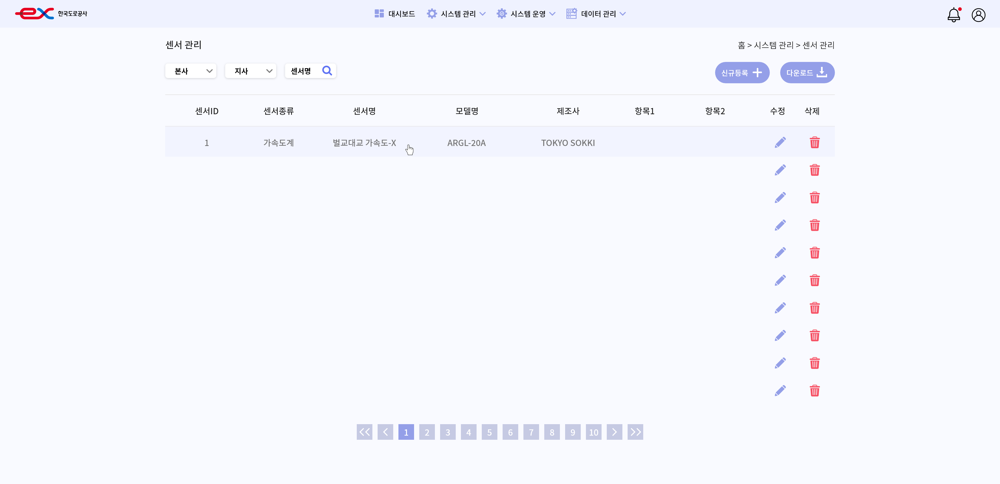 ex 한국도로공사
대시보드 시스템 관리 시스템 운영 데이터 관리
센서 관리
홈 > 시스템 관리 > 센서 관리
본사 지사 센서명
신규등록 다운로드
센서ID 센서종류 센서명 모델명 제조사 항목1 항목2 수정 삭제
1 가속도계 벌교대교 가속도-X ARGL-20A TOKYO SOKKI
<< < 1 2 3 4 5 6 7 8 9 10 > >>